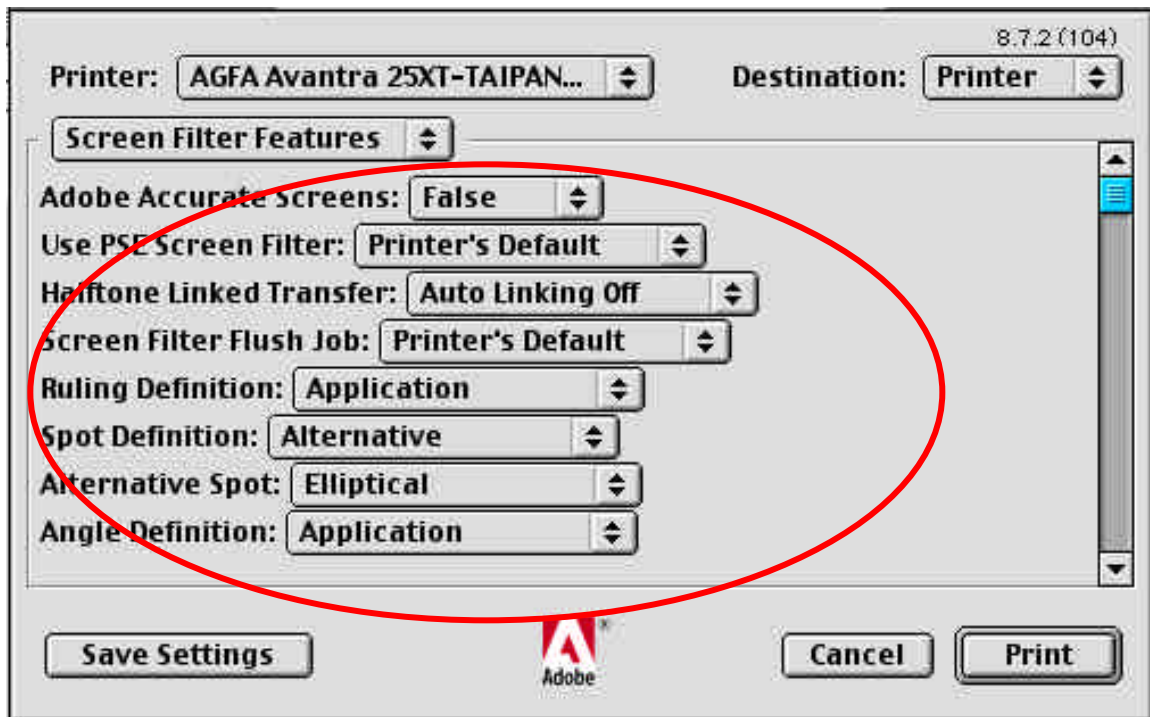 8.7.2 (104)
Printer: AGFA Avantra 25XT-TAIPAN... Destination: Printer
Screen Filter Features
Adobe Accurate Screens: False
Use PSE Screen Filter: Printer's Default
Halftone Linked Transfer: Auto Linking Off
Screen Filter Flush Job: Printer's Default
Ruling Definition: Application
Spot Definition: Alternative
Alternative Spot: Elliptical
Angle Definition: Application
Save Settings Adobe® Cancel Print